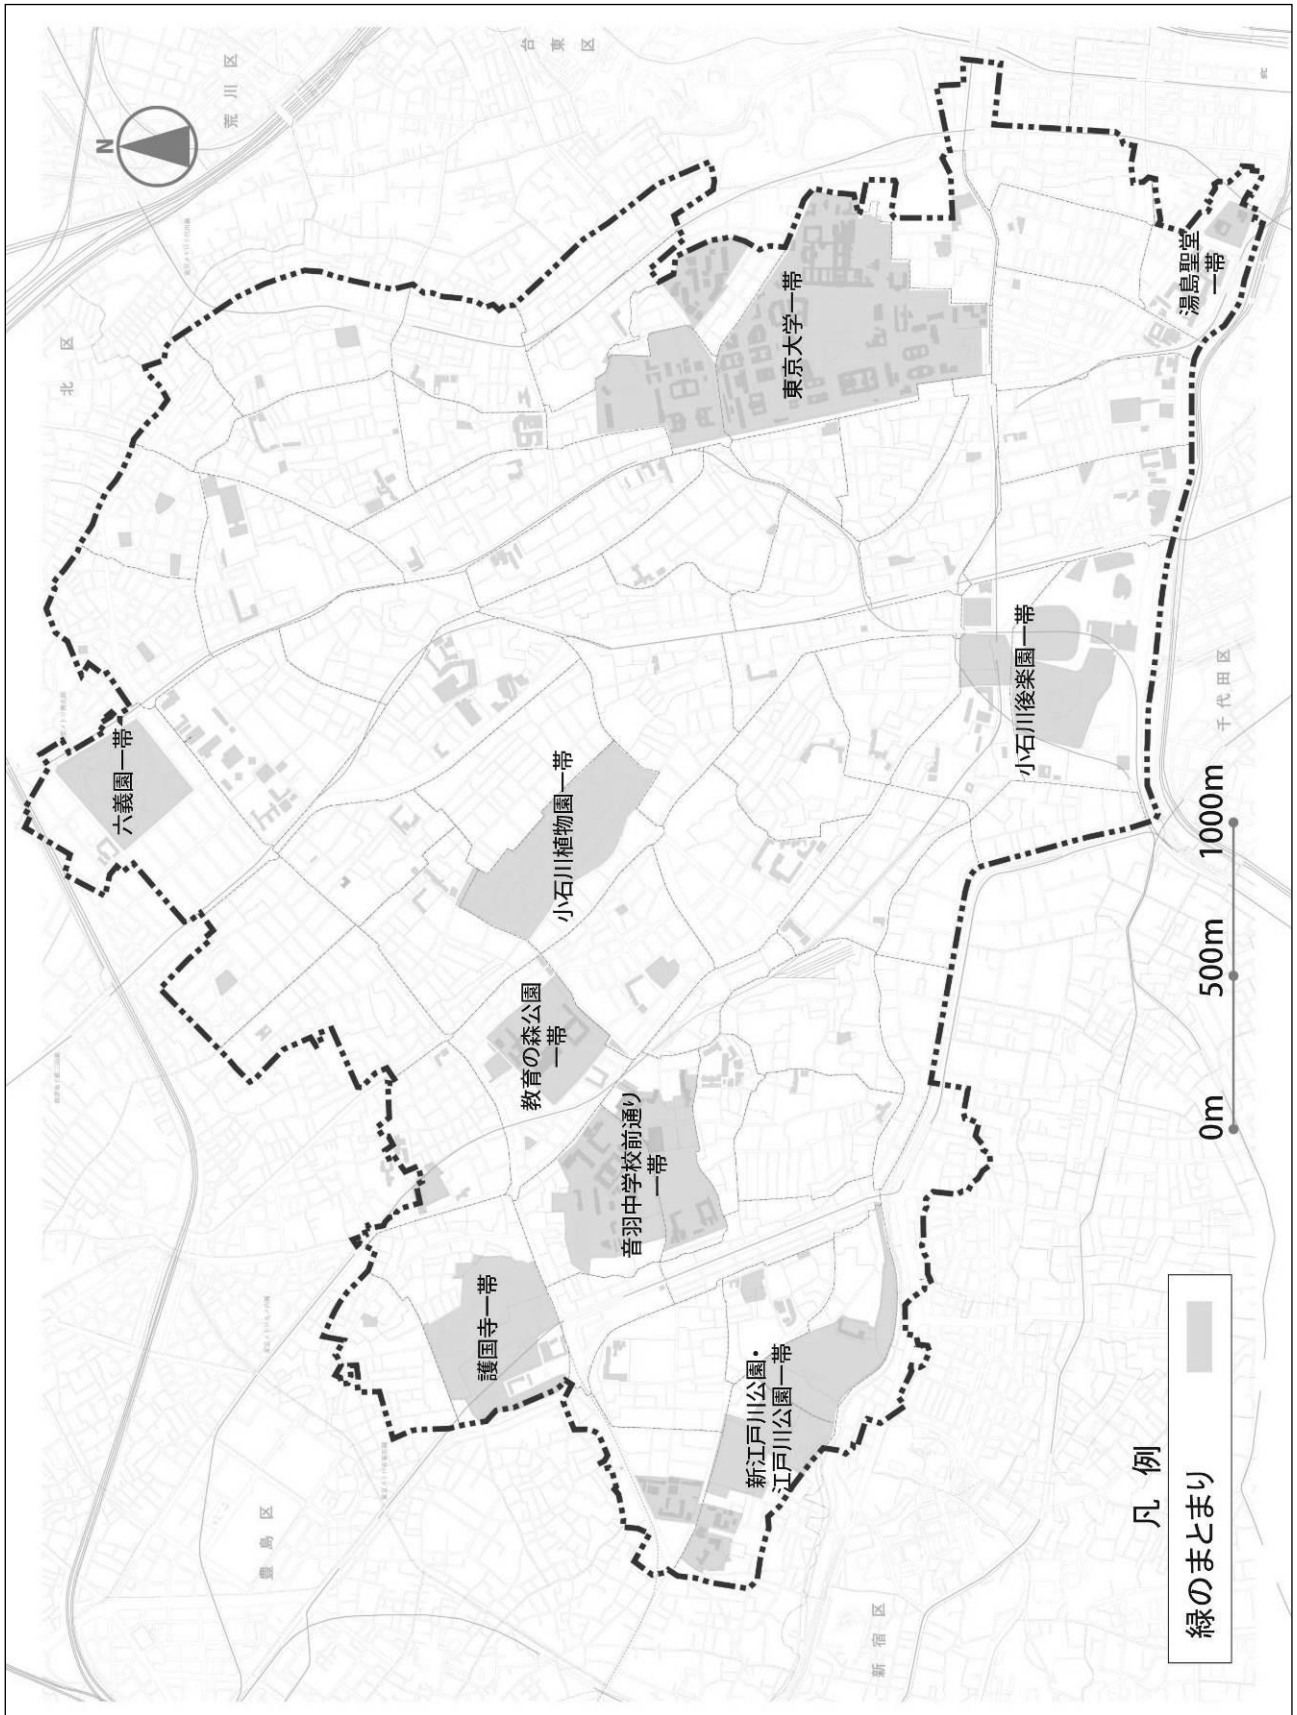 N
荒川区
台東区
北区
六義園一帯
東京大学一帯
湯島聖堂
一帯
小石川植物園一帯
小石川後楽園一帯
教育の森公園
一帯
音羽中学校前通り
一帯
護国寺一帯
新江戸川公園・
江戸川公園一帯
豊島区
新宿区
千代田区
0m
500m
1000m
凡例
緑のまとまり